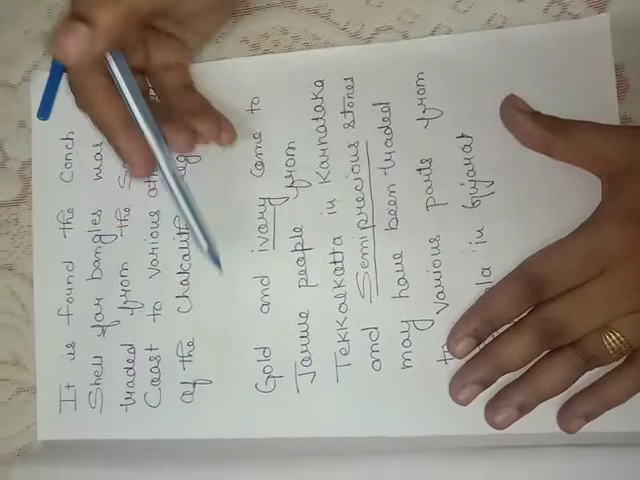 It is found the Conch
Shell for bangles was
traded from the
Coast to various
of the
Gold and ivory come to
Jorwe people from
Tekkalkatta in Karnataka
and Semiprecious stones
may have been traded
various parts from
in Gujarat